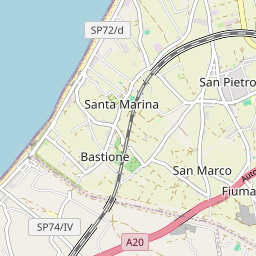 SP72/d
San Pietro
Santa Marina
Bastione
San Marco
Fiuma
SP74/IV
A20
Auto